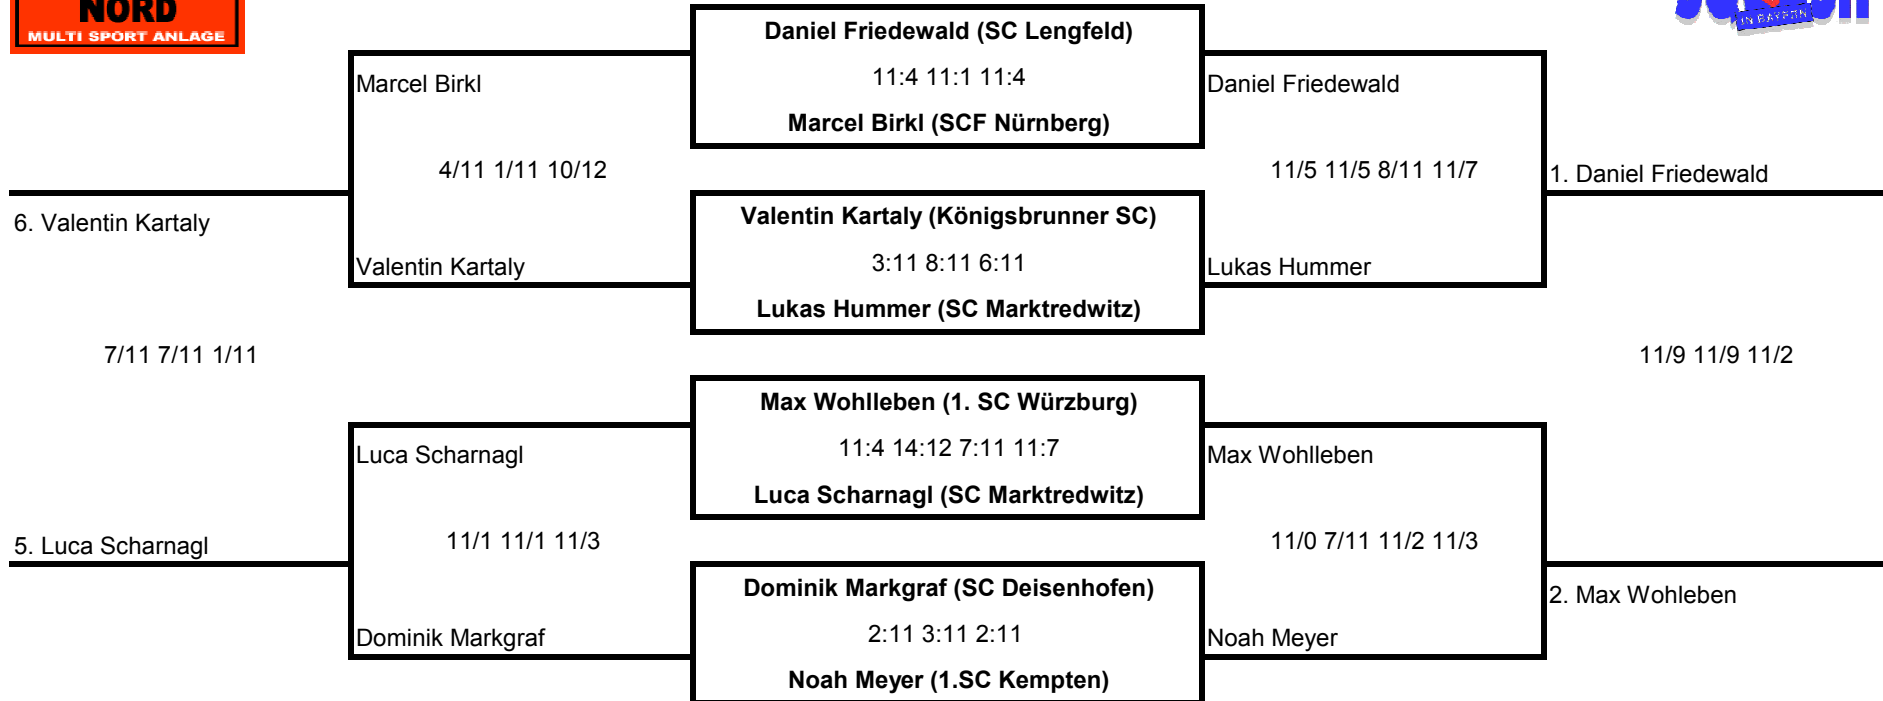 NORD
MULTI SPORT ANLAGE
IN BAYERN
Daniel Friedewald (SC Lengfeld)
11:4 11:1 11:4
Marcel Birkl (SCF Nürnberg)
Marcel Birkl
Daniel Friedewald
4/11 1/11 10/12
11/5 11/5 8/11 11/7
1. Daniel Friedewald
6. Valentin Kartaly
Valentin Kartaly (Königsbrunner SC)
3:11 8:11 6:11
Lukas Hummer (SC Marktredwitz)
Valentin Kartaly
Lukas Hummer
7/11 7/11 1/11
11/9 11/9 11/2
Max Wohlleben (1. SC Würzburg)
11:4 14:12 7:11 11:7
Luca Scharnagl (SC Marktredwitz)
Luca Scharnagl
Max Wohlleben
5. Luca Scharnagl
11/1 11/1 11/3
11/0 7/11 11/2 11/3
2. Max Wohleben
Dominik Markgraf (SC Deisenhofen)
2:11 3:11 2:11
Noah Meyer (1.SC Kempten)
Dominik Markgraf
Noah Meyer